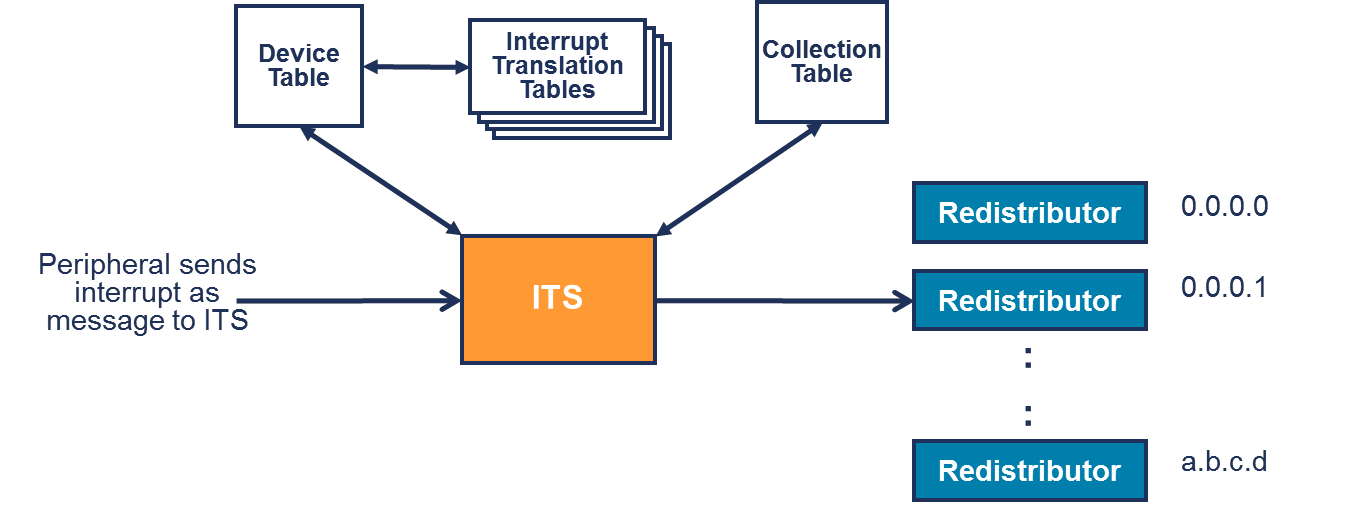 Device
Table
Interrupt
Translation
Tables
Collection
Table
Peripheral sends
interrupt as
message to ITS
ITS
Redistributor
0.0.0.0
Redistributor
0.0.0.1
:
:
Redistributor
a.b.c.d